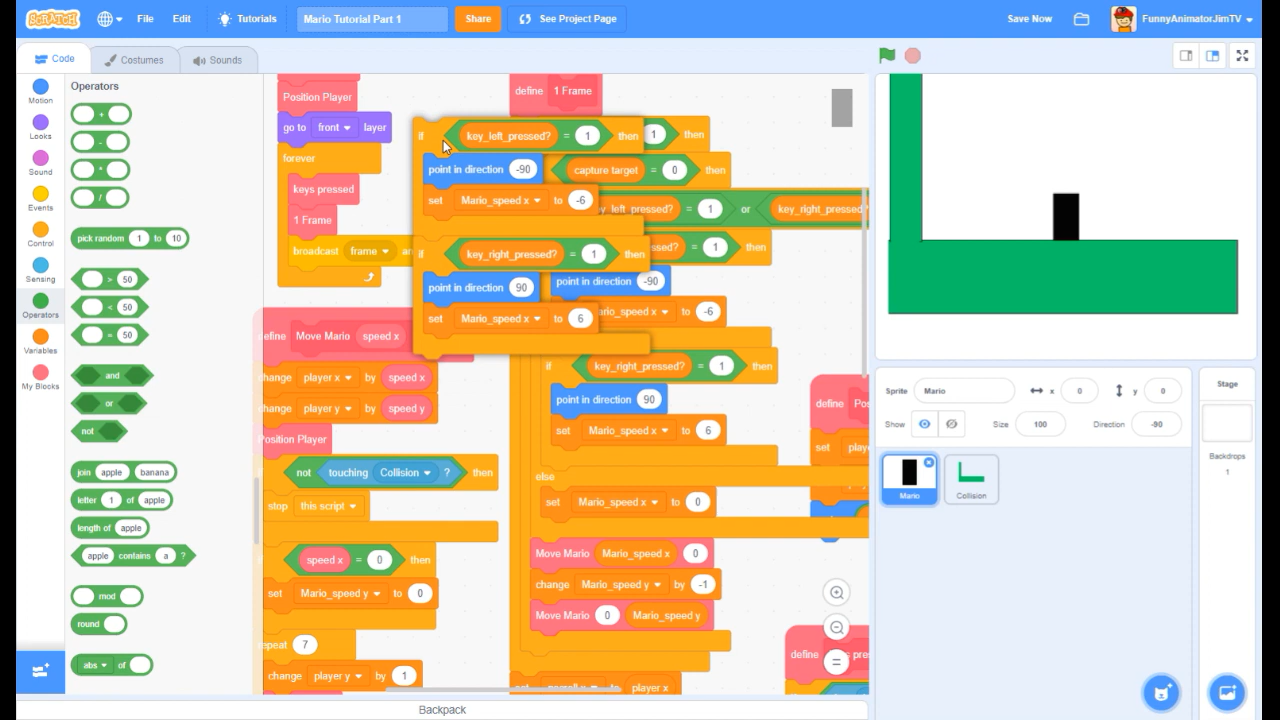 SCRATCH File Edit Tutorials Mario Tutorial Part 1 Share See Project Page Save Now FunnyAnimatorJimTV
Code Costumes Sounds
Motion
Looks
Sound
Events
Control
Sensing
Operators
Variables
My Blocks
Operators
+
-
*
/
pick random 1 to 10
> 50
< 50
= 50
and
or
not
join apple banana
letter 1 of apple
length of apple
apple contains a ?
mod
round
abs of
Position Player
go to front layer
forever
keys pressed
1 Frame
broadcast frame
Move Mario speed x
change player x by speed x
change player y by speed y
Position Player
not touching Collision ? then
stop this script
speed x = 0 then
set Mario_speed y to 0
repeat 7
change player y by 1
if key_left_pressed? = 1 then
point in direction -90
set Mario_speed x to -6
if key_right_pressed? = 1 then
point in direction 90
set Mario_speed x to 6
define 1 Frame
1 then
capture target = 0 then
left_pressed? = 1 or key_right_pressed?
= 1 then
point in direction -90
to -6
if key_right_pressed? = 1 then
point in direction 90
set Mario_speed x to 6
else
set Mario_speed x to 0
Move Mario Mario_speed x 0
change Mario_speed y by -1
Move Mario 0 Mario_speed y
player x
define
set
define
Backpack
Sprite Mario x 0 y 0
Show Size 100 Direction -90
Mario
Collision
Stage
Backdrops
1